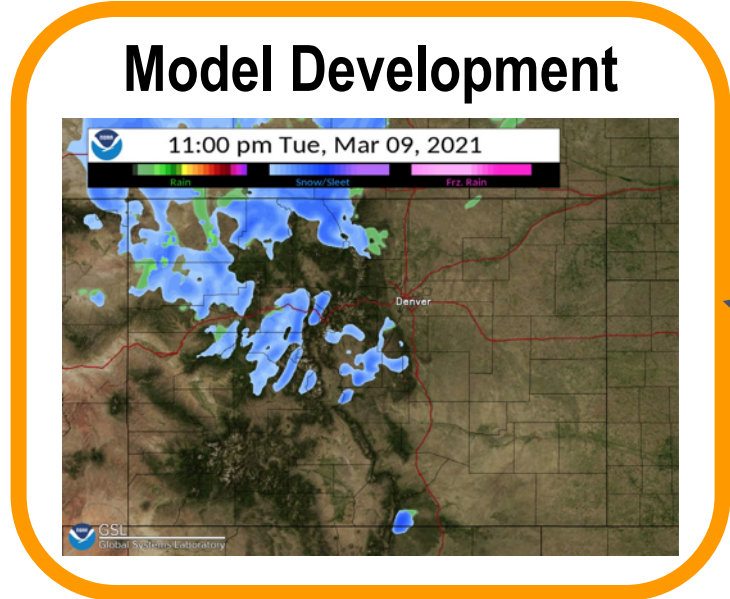 Model Development
11:00 pm Tue, Mar 09, 2021
Rain Snow/Sleet Frz. Rain
Denver
GSL
Global Systems Laboratory